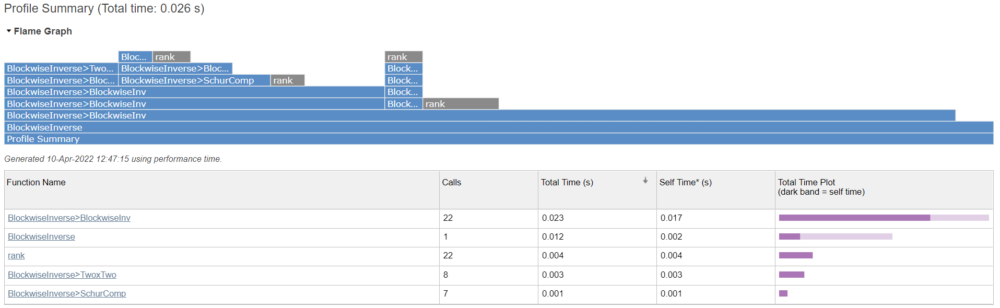 Profile Summary (Total time: 0.026 s)
Flame Graph
Bloc... rank rank
BlockwiseInverse>Two... BlockwiseInverse>Bloc... Block...
BlockwiseInverse>Bloc... BlockwiseInverse>SchurComp rank Block...
BlockwiseInverse>BlockwiseInv Block...
BlockwiseInverse>BlockwiseInv Block... rank
BlockwiseInverse>BlockwiseInv
BlockwiseInverse
Profile Summary
Generated 10-Apr-2022 12:47:15 using performance time.
Function Name Calls Total Time (s) Self Time* (s) Total Time Plot
(dark band = self time)
BlockwiseInverse>BlockwiseInv 22 0.023 0.017
BlockwiseInverse 1 0.012 0.002
rank 22 0.004 0.004
BlockwiseInverse>TwoxTwo 8 0.003 0.003
BlockwiseInverse>SchurComp 7 0.001 0.001